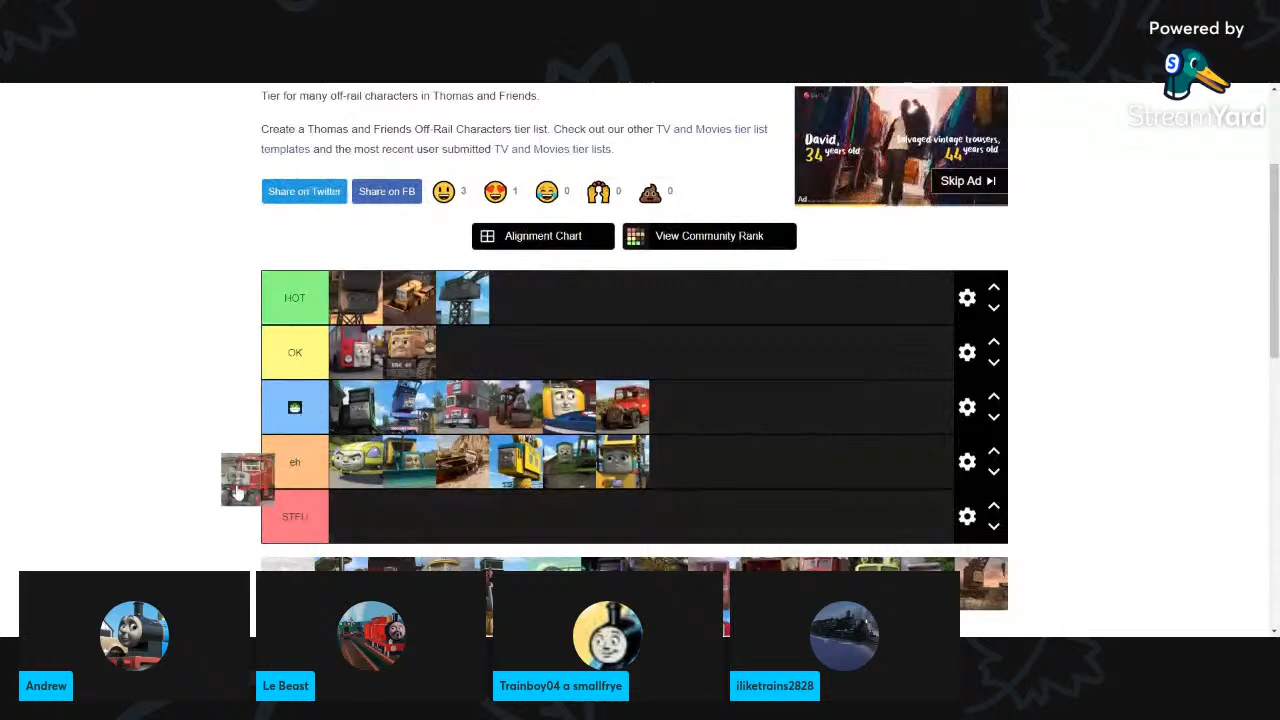 Powered by
S
StreamYard
Tier for many off-rail characters in Thomas and Friends.
Create a Thomas and Friends Off-Rail Characters tier list. Check out our other TV and Movies tier list
templates and the most recent user submitted TV and Movies tier lists.
David,
34 years old
Salvaged vintage trousers,
44 years old
Skip Ad
Ad
Share on Twitter
Share on FB
3
1
0
0
0
Alignment Chart
View Community Rank
HOT
OK
eh
STFU
Andrew
Le Beast
Trainboy04 a smallfrye
iliketrains2828